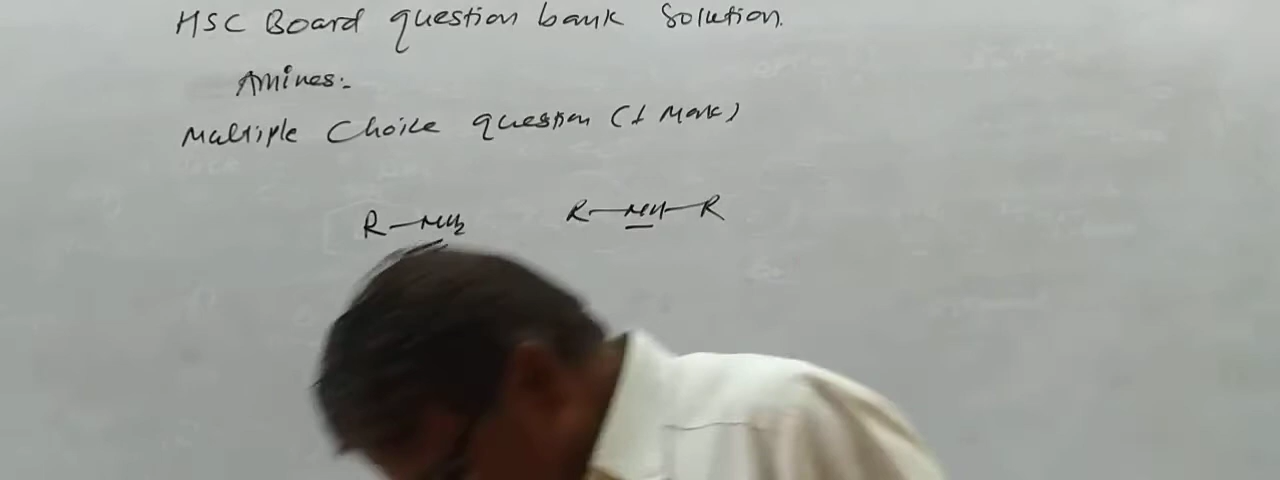 HSC Board question bank Solution.
Amines:-
Multiple Choice question (1 Mark)
R—NH2 R—NH—R